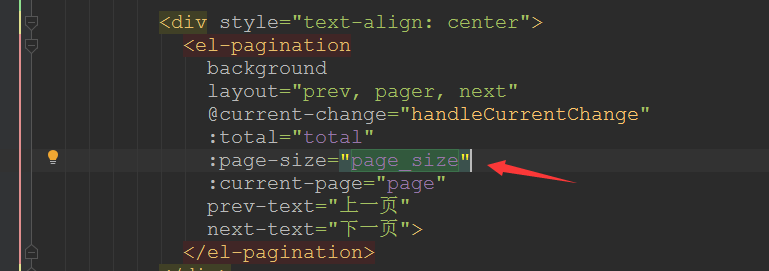 <div style="text-align: center">
<el-pagination
background
layout="prev, pager, next"
@current-change="handleCurrentChange"
:total="total"
:page-size="page_size"
:current-page="page"
prev-text="上一页"
next-text="下一页">
</el-pagination>
</div>